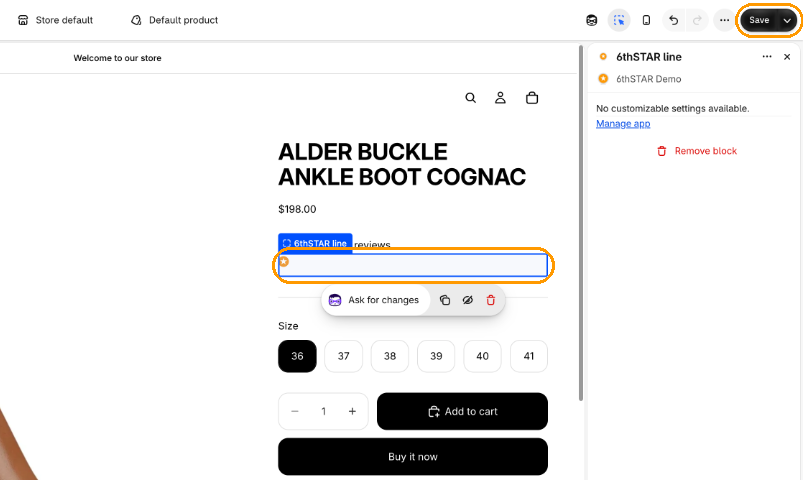 Store default
Default product
Save
Welcome to our store
6thSTAR line
6thSTAR Demo
No customizable settings available.
Manage app
Remove block
ALDER BUCKLE
ANKLE BOOT COGNAC
$198.00
6thSTAR line
reviews
Ask for changes
Size
36 37 38 39 40 41
− 1 +
Add to cart
Buy it now